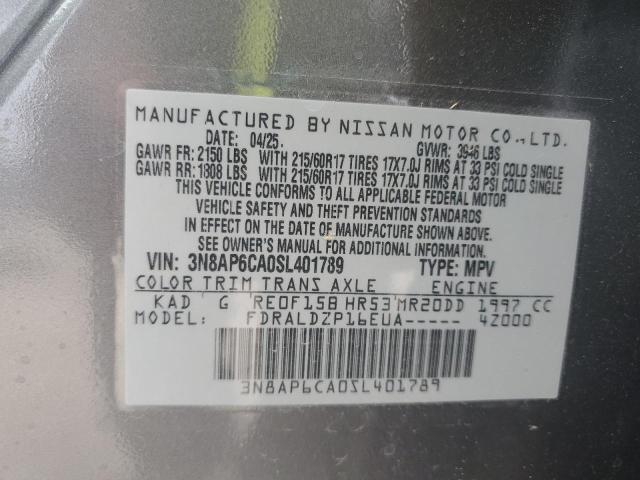 MANUFACTURED BY NISSAN MOTOR CO., LTD.
DATE: 04/25. GVWR: 3946 LBS
GAWR FR: 2150 LBS WITH 215/60R17 TIRES 17X7.0J RIMS AT 33 PSI COLD SINGLE
GAWR RR: 1808 LBS WITH 215/60R17 TIRES 17X7.0J RIMS AT 33 PSI COLD SINGLE
THIS VEHICLE CONFORMS TO ALL APPLICABLE FEDERAL MOTOR
VEHICLE SAFETY AND THEFT PREVENTION STANDARDS
IN EFFECT ON THE DATE OF MANUFACTURE SHOWN ABOVE.
SEE OWNER'S MANUAL FOR ADDITIONAL INFORMATION
VIN: 3N8AP6CA0SL401789 TYPE: MPV
COLOR TRIM TRANS AXLE ENGINE
KAD G RE0F15B HR53 MR20DD 1997 CC
FDRALDZP16EUA----- 4Z000
3N8AP6CA0SL401789